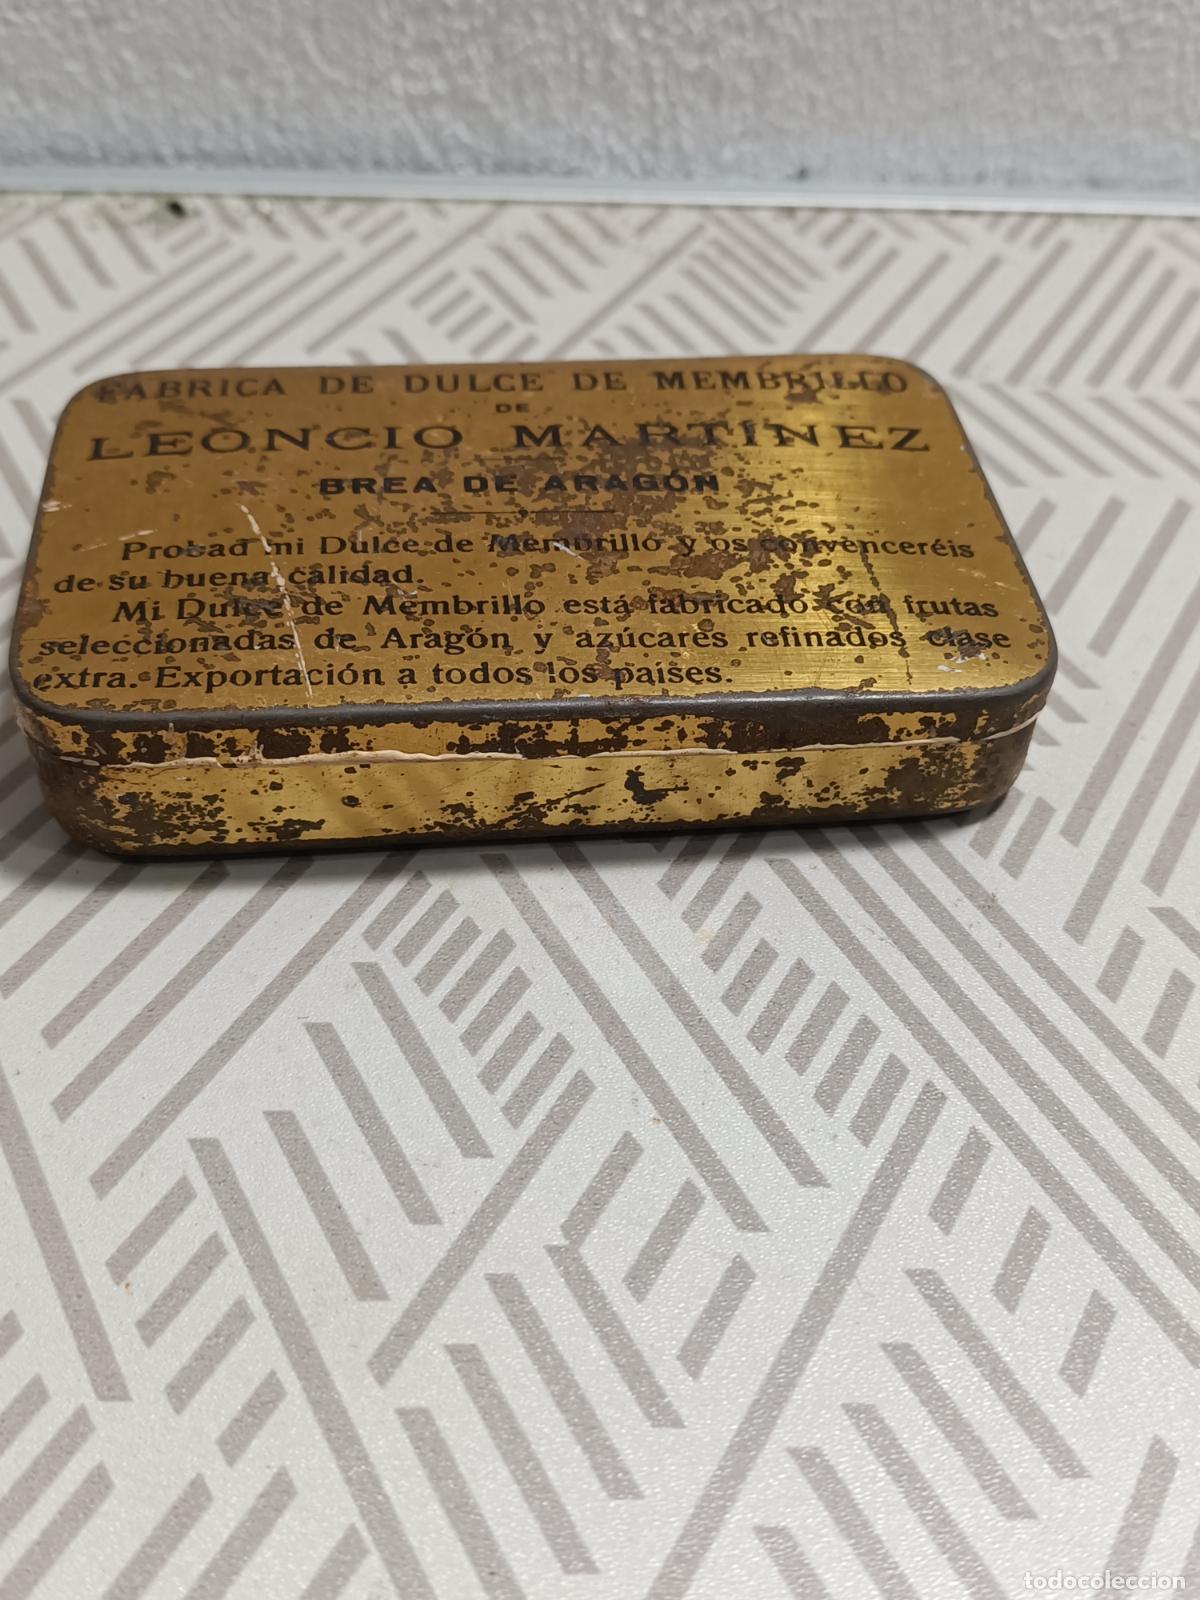 FABRICA DE DULCE DE MEMBRILLO
DE
LEONCIO MARTINEZ
BREA DE ARAGÓN
Probad mi Dulce de Membrillo y os convenceréis
de su buena calidad.
Mi Dulce de Membrillo está fabricado con frutas
seleccionadas de Aragón y azúcares refinados clase
extra. Exportación a todos los países.
todocoleccion